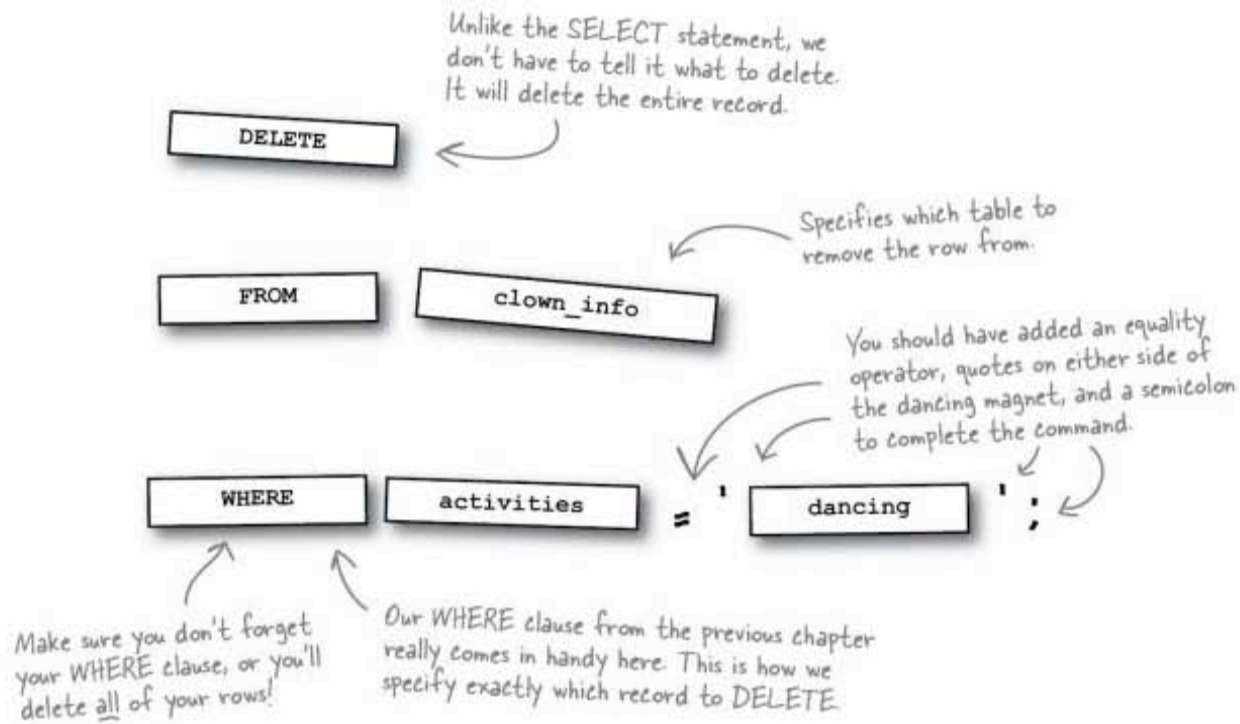 Unlike the SELECT statement, we
don't have to tell it what to delete.
It will delete the entire record.
DELETE
Specifies which table to
remove the row from.
FROM clown_info
You should have added an equality
operator, quotes on either side of
the dancing magnet, and a semicolon
to complete the command.
WHERE activities = ' dancing ' ;
Make sure you don't forget
your WHERE clause, or you'll
delete all of your rows!
Our WHERE clause from the previous chapter
really comes in handy here. This is how we
specify exactly which record to DELETE